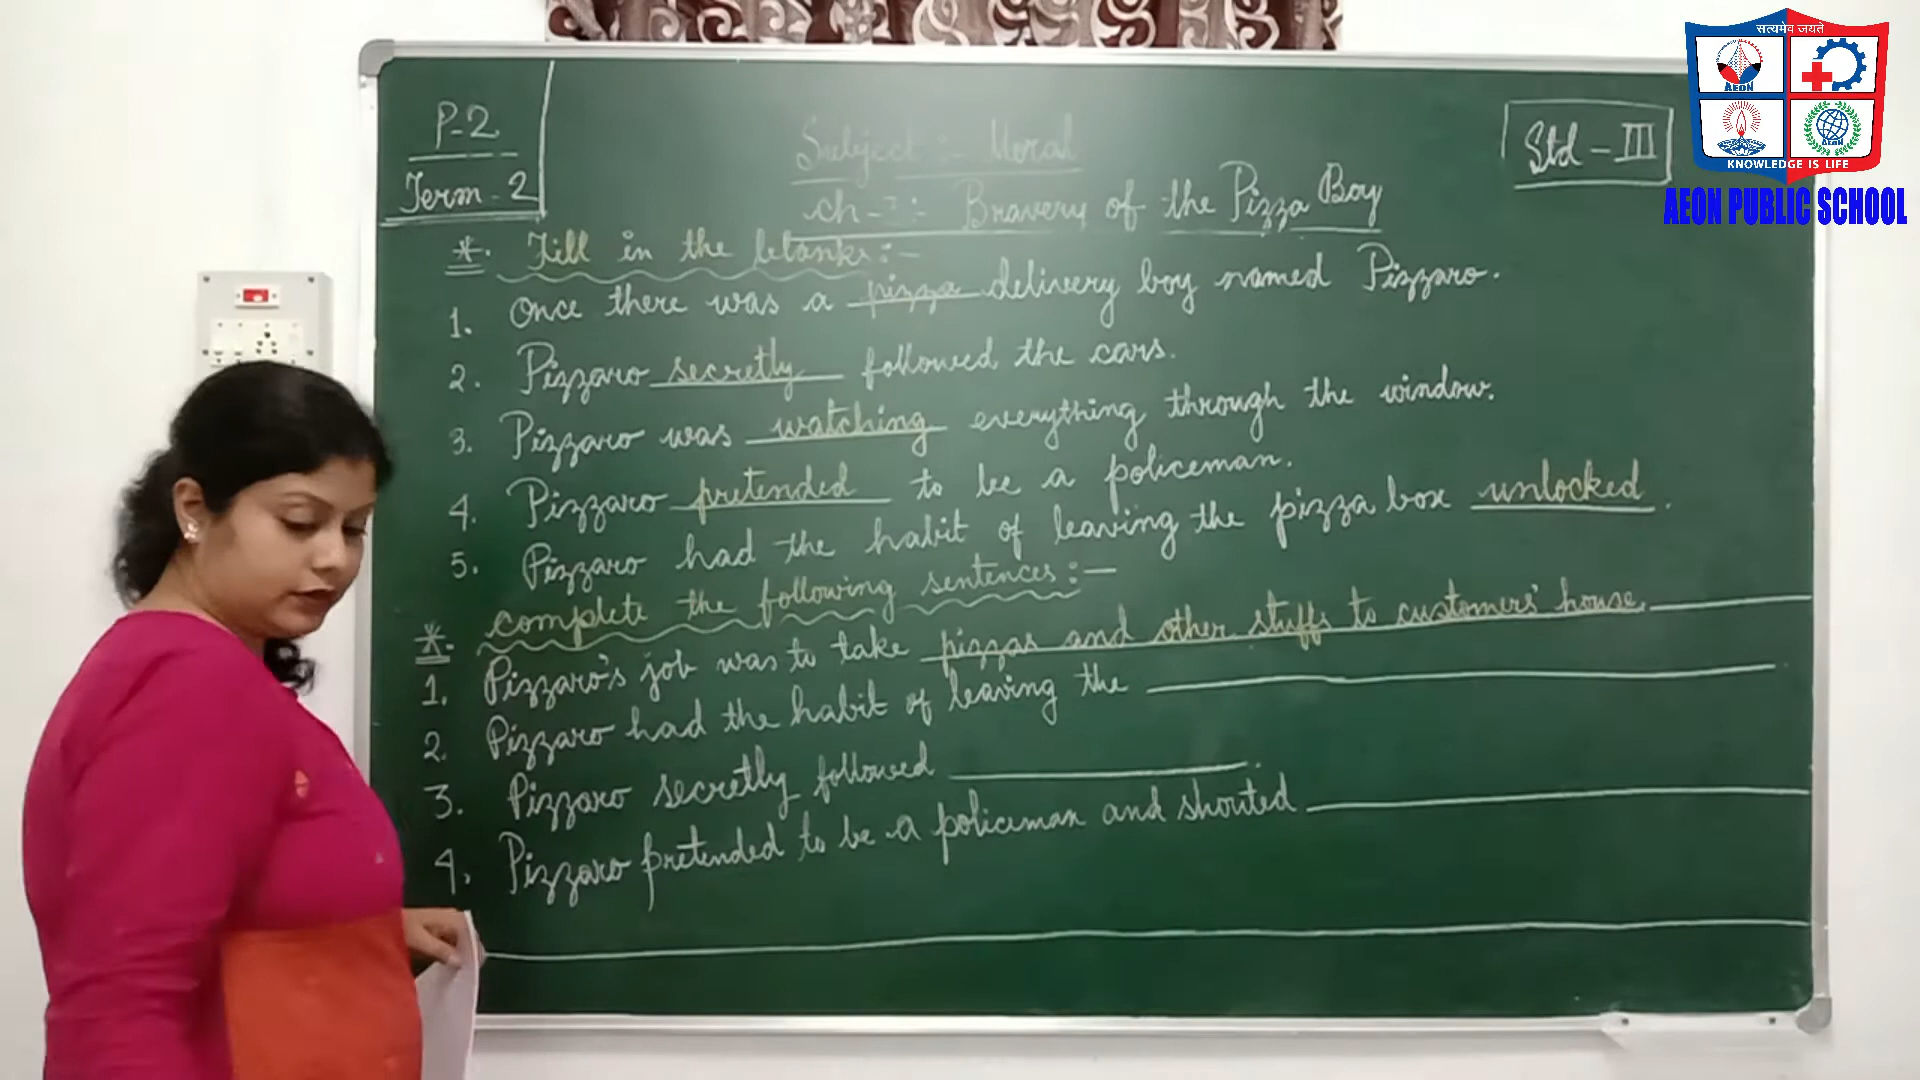 सत्यमेव जयते
AEON
AEON
KNOWLEDGE IS LIFE
AEON PUBLIC SCHOOL
P-2
Term-2
Subject: Moral
Std - III
ch - : Bravery of the Pizza Boy
*. Fill in the blanks:-
1. Once there was a pizza delivery boy named Pizzaro.
2. Pizzaro secretly followed the cars.
3. Pizzaro was watching everything through the window.
4. Pizzaro pretended to be a policeman.
5. Pizzaro had the habit of leaving the pizza box unlocked.
*. complete the following sentences:-
1. Pizzaro's job was to take pizzas and other stuffs to customers' house.
2. Pizzaro had the habit of leaving the
3. Pizzaro secretly followed .
4. Pizzaro pretended to be a policeman and shouted